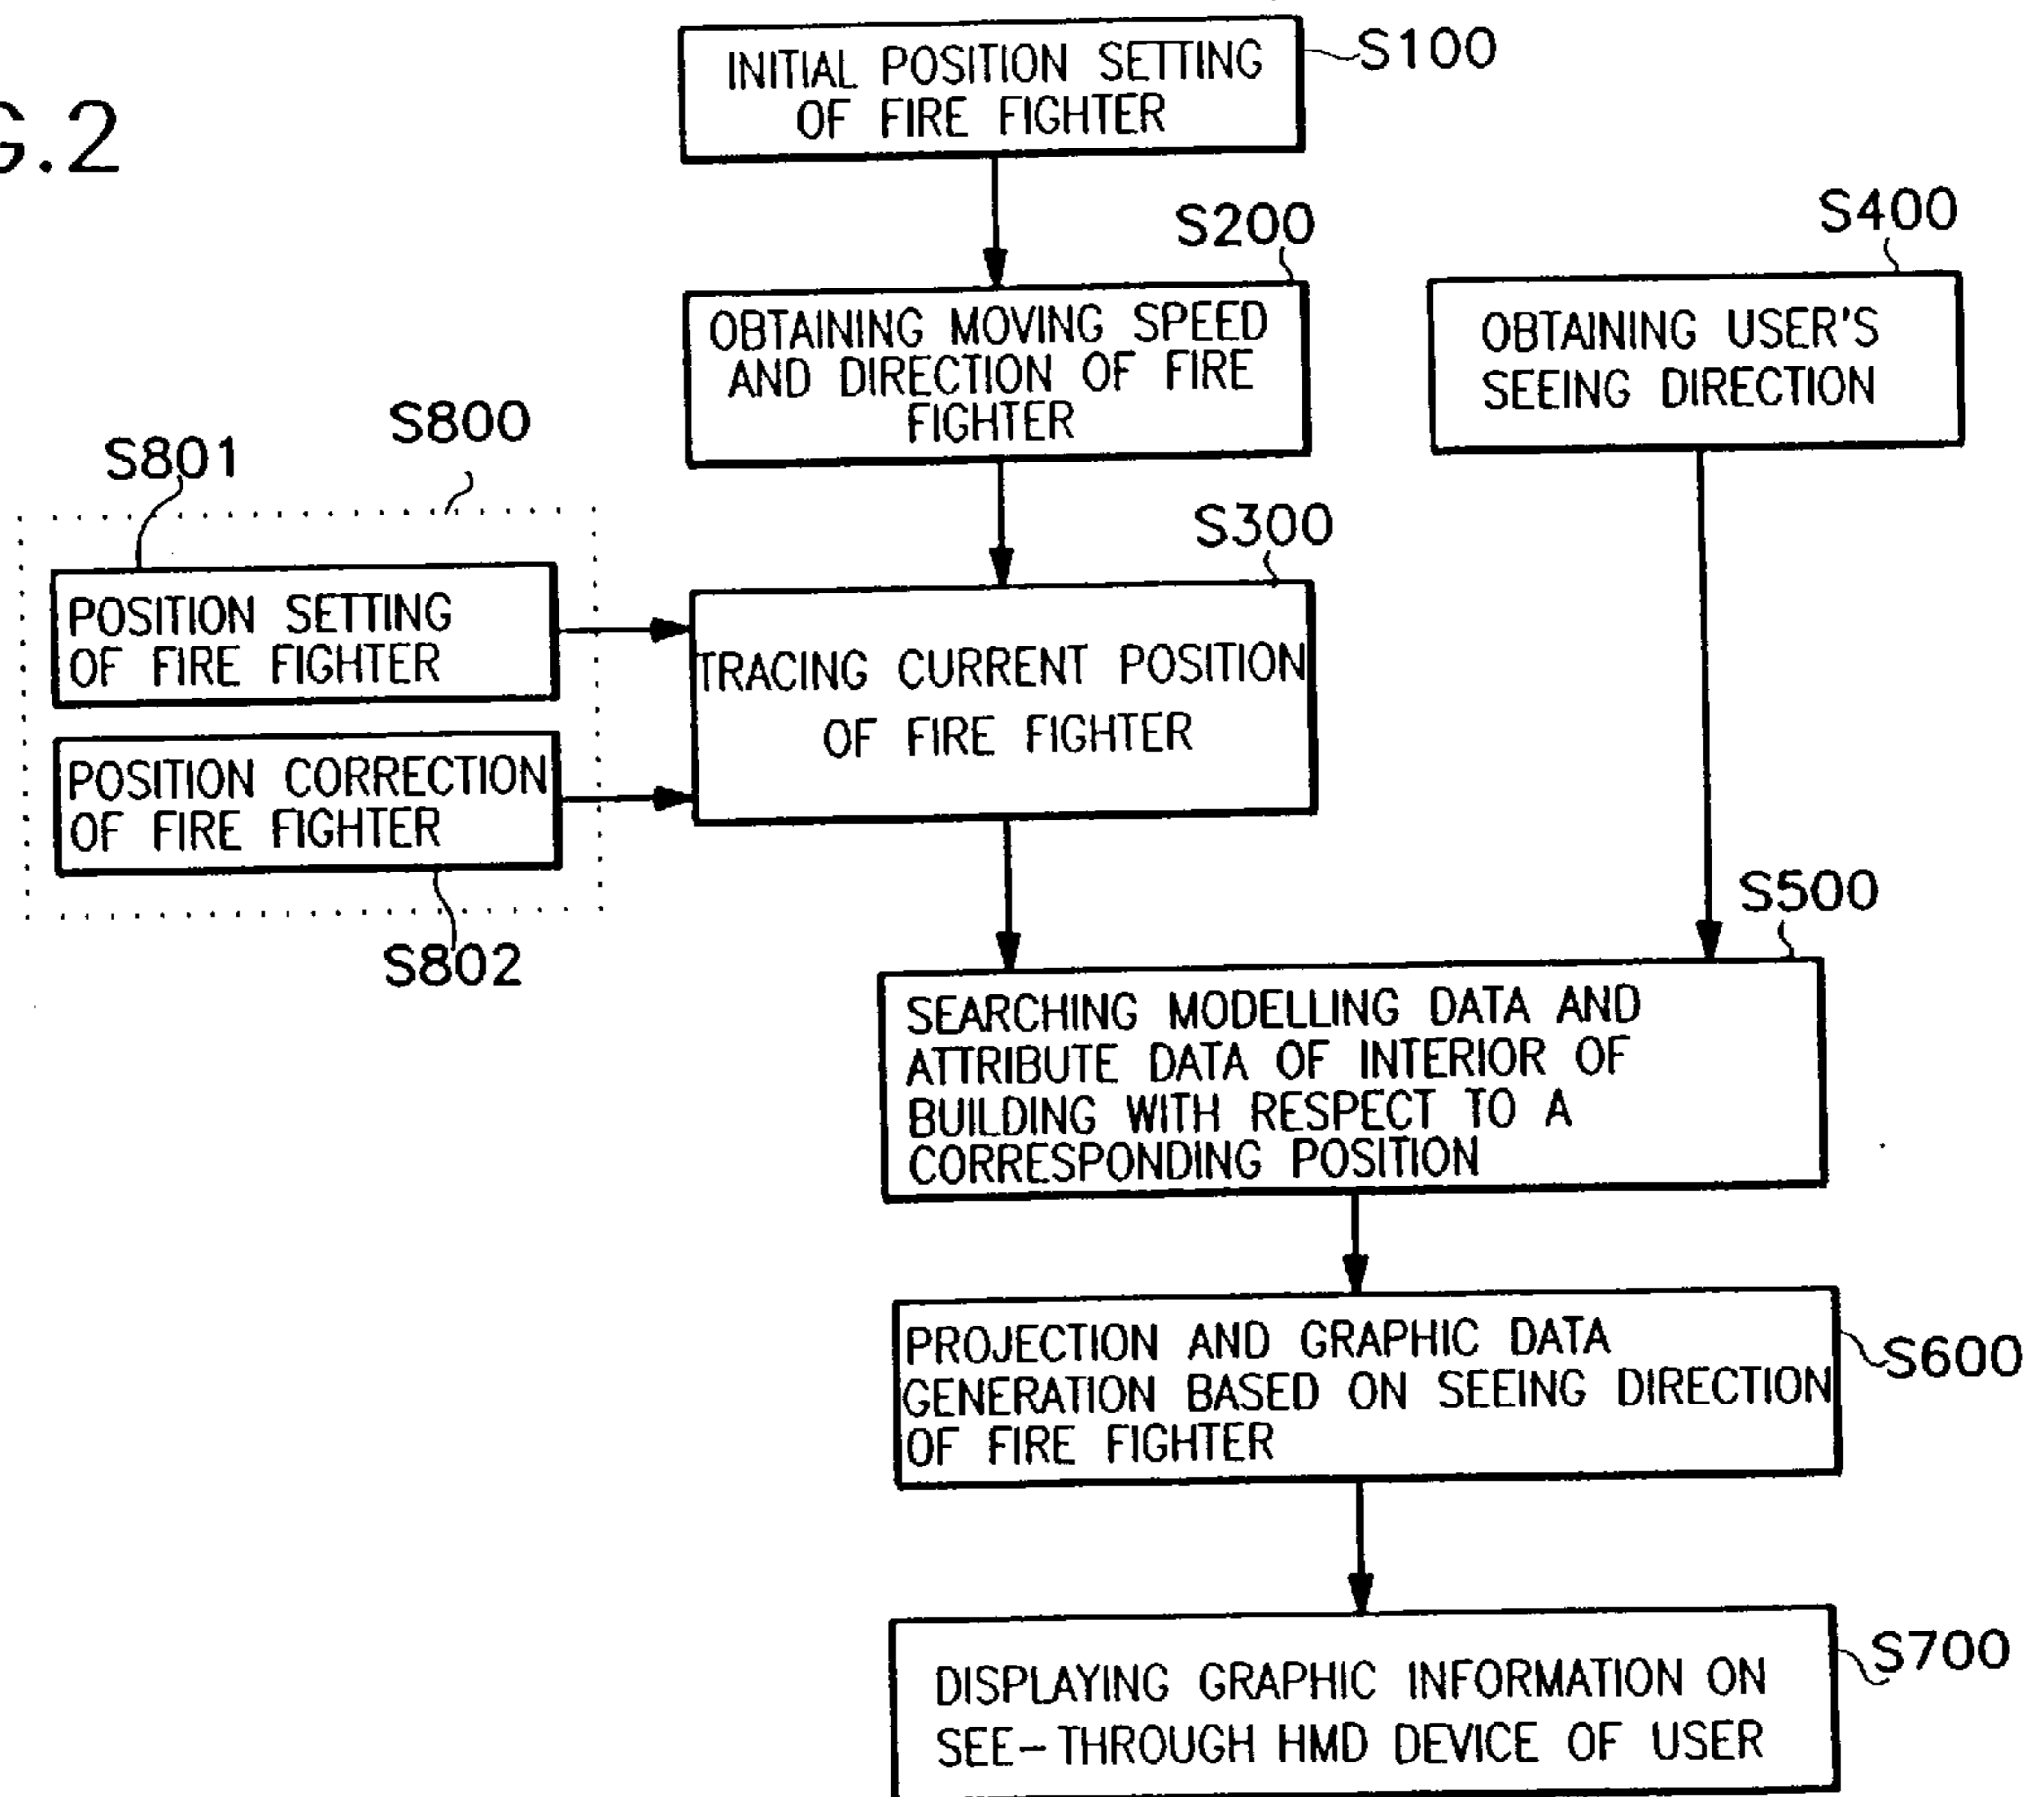 G.2
INITIAL POSITION SETTING
OF FIRE FIGHTER
S100
S200
OBTAINING MOVING SPEED
AND DIRECTION OF FIRE
FIGHTER
S400
OBTAINING USER'S
SEEING DIRECTION
S800
S801
POSITION SETTING
OF FIRE FIGHTER
POSITION CORRECTION
OF FIRE FIGHTER
S802
S300
TRACING CURRENT POSITION
OF FIRE FIGHTER
S500
SEARCHING MODELLING DATA AND
ATTRIBUTE DATA OF INTERIOR OF
BUILDING WITH RESPECT TO A
CORRESPONDING POSITION
PROJECTION AND GRAPHIC DATA
GENERATION BASED ON SEEING DIRECTION
OF FIRE FIGHTER
S600
DISPLAYING GRAPHIC INFORMATION ON
SEE-THROUGH HMD DEVICE OF USER
S700